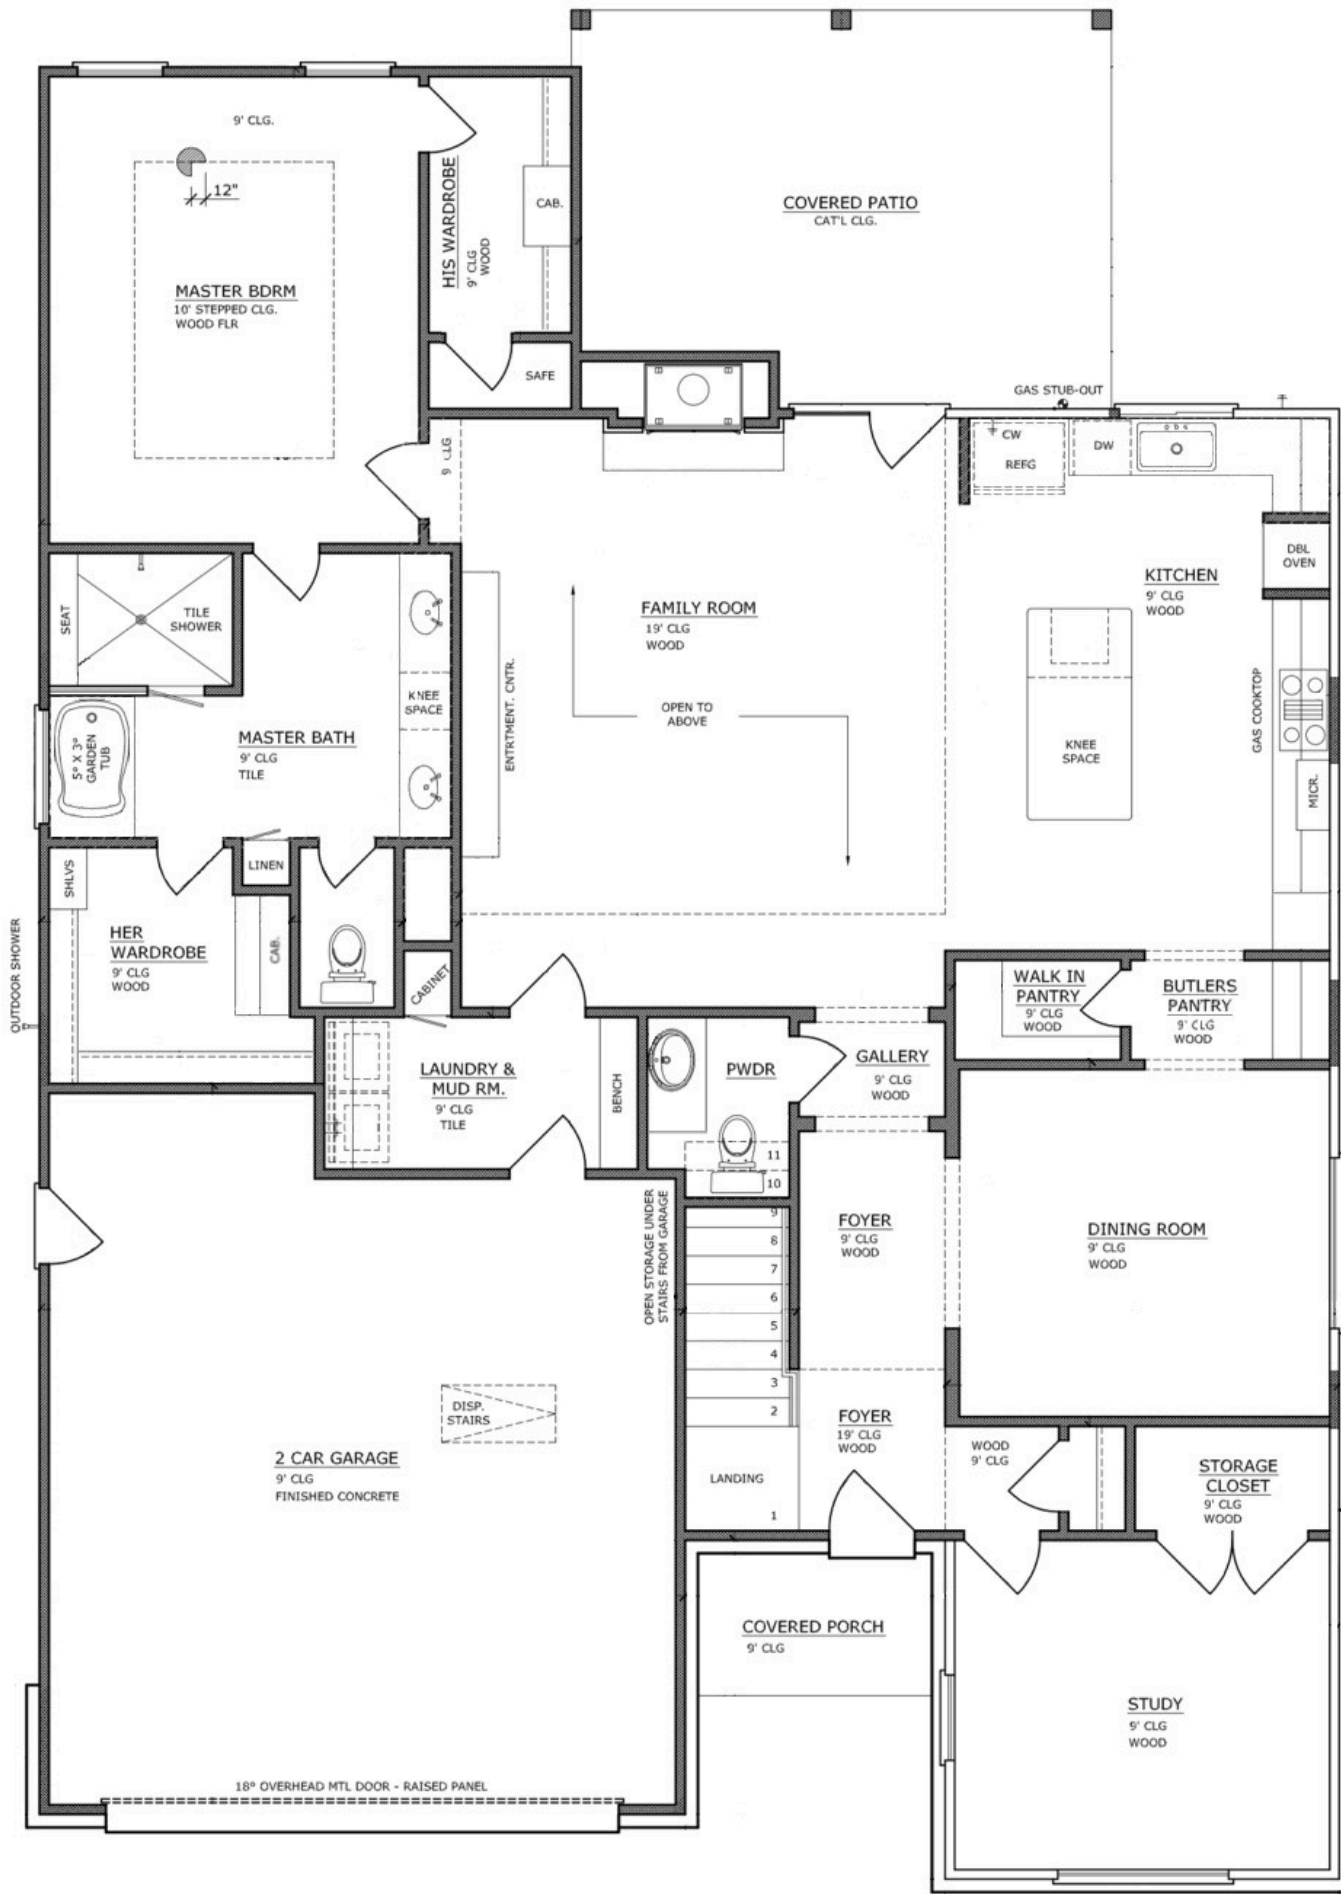 9' CLG.
12"
MASTER BDRM
10' STEPPED CLG.
WOOD FLR
HIS WARDROBE
9' CLG
WOOD
CAB.
SAFE
COVERED PATIO
CAT'L CLG.
GAS STUB-OUT
9' CLG
CW
REFG
DW
DBL
OVEN
KITCHEN
9' CLG
WOOD
FAMILY ROOM
19' CLG
WOOD
OPEN TO
ABOVE
ENTRTMENT. CNTR.
KNEE
SPACE
GAS COOKTOP
MICR.
SEAT
TILE
SHOWER
KNEE
SPACE
MASTER BATH
9' CLG
TILE
5⁰ X 3⁰
GARDEN
TUB
LINEN
SHLVS
HER
WARDROBE
9' CLG
WOOD
CAB.
OUTDOOR SHOWER
CABINET
LAUNDRY &
MUD RM.
9' CLG
TILE
BENCH
PWDR
GALLERY
9' CLG
WOOD
WALK IN
PANTRY
9' CLG
WOOD
BUTLERS
PANTRY
9' CLG
WOOD
11
10
9
8
7
6
5
4
3
2
LANDING
1
OPEN STORAGE UNDER
STAIRS FROM GARAGE
FOYER
9' CLG
WOOD
DINING ROOM
9' CLG
WOOD
FOYER
19' CLG
WOOD
WOOD
9' CLG
STORAGE
CLOSET
9' CLG
WOOD
DISP.
STAIRS
2 CAR GARAGE
9' CLG
FINISHED CONCRETE
COVERED PORCH
9' CLG
STUDY
9' CLG
WOOD
18⁰ OVERHEAD MTL DOOR - RAISED PANEL